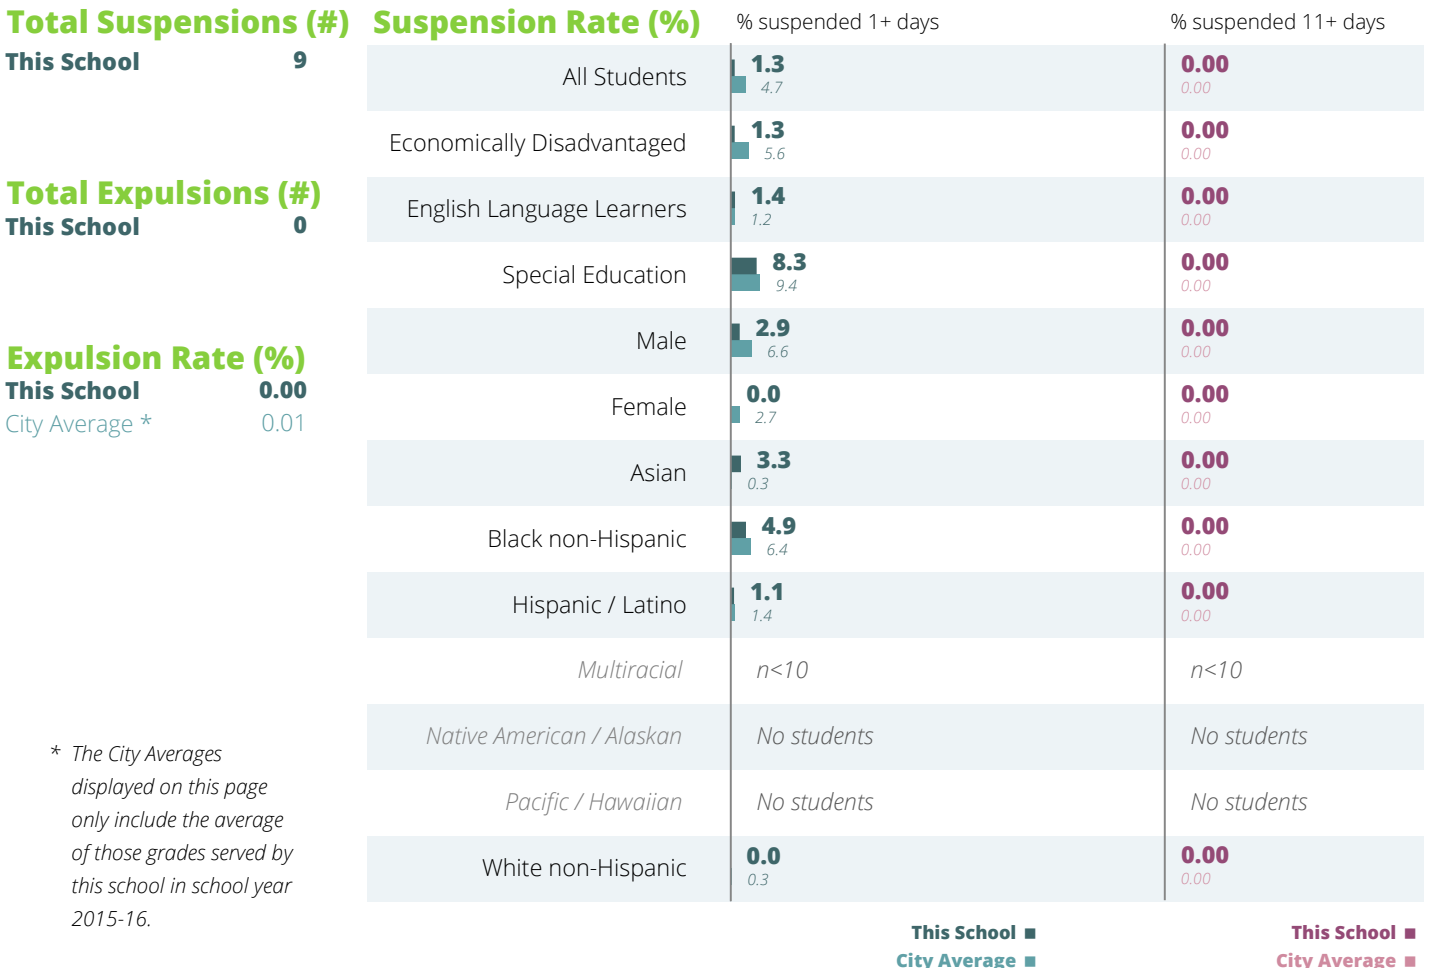 Total Suspensions (#)
This School 9
Total Expulsions (#)
This School 0
Expulsion Rate (%)
This School 0.00
City Average * 0.01
* The City Averages
displayed on this page
only include the average
of those grades served by
this school in school year
2015-16.
Suspension Rate (%) % suspended 1+ days % suspended 11+ days
All Students 1.3 0.00
4.7 0.00
Economically Disadvantaged 1.3 0.00
5.6 0.00
English Language Learners 1.4 0.00
1.2 0.00
Special Education 8.3 0.00
9.4 0.00
Male 2.9 0.00
6.6 0.00
Female 0.0 0.00
2.7 0.00
Asian 3.3 0.00
0.3 0.00
Black non-Hispanic 4.9 0.00
6.4 0.00
Hispanic / Latino 1.1 0.00
1.4 0.00
Multiracial n<10 n<10
Native American / Alaskan No students No students
Pacific / Hawaiian No students No students
White non-Hispanic 0.0 0.00
0.3 0.00
This School This School
City Average City Average